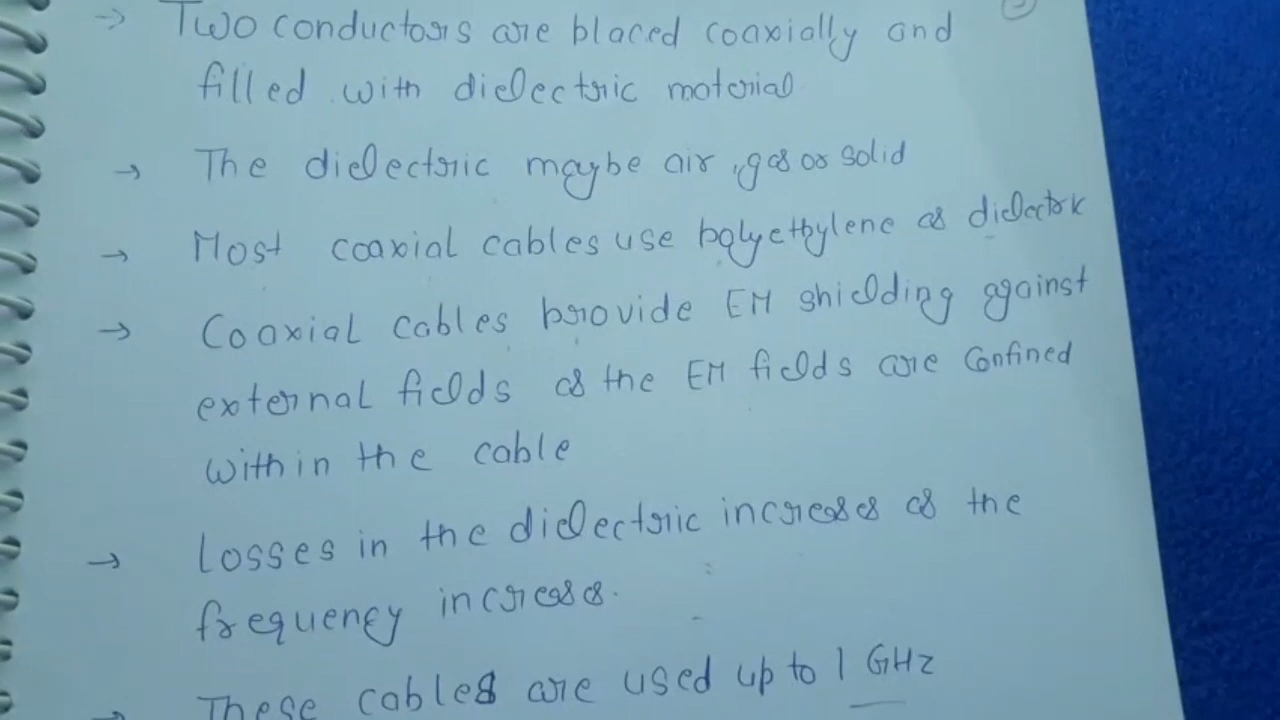 → Two conductors are placed coaxially and
filled with dielectric material
→ The dielectric maybe air, gas or solid
→ Most coaxial cables use polyethylene as dielectric
→ Coaxial cables provide EM shielding against
external fields as the EM fields are confined
within the cable
→ Losses in the dielectric increases as the
frequency increases.
→ These cables are used up to 1 GHz